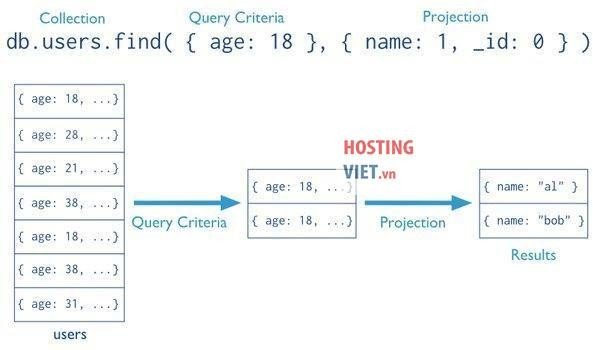 Collection Query Criteria Projection
db.users.find( { age: 18 }, { name: 1, _id: 0 } )
{ age: 18, ...}
{ age: 28, ...}
{ age: 21, ...}
{ age: 38, ...}
{ age: 18, ...}
{ age: 38, ...}
{ age: 31, ...}
users
Query Criteria
{ age: 18, ...}
{ age: 18, ...}
HOSTING
VIET.vn
Projection
{ name: "al" }
{ name: "bob" }
Results